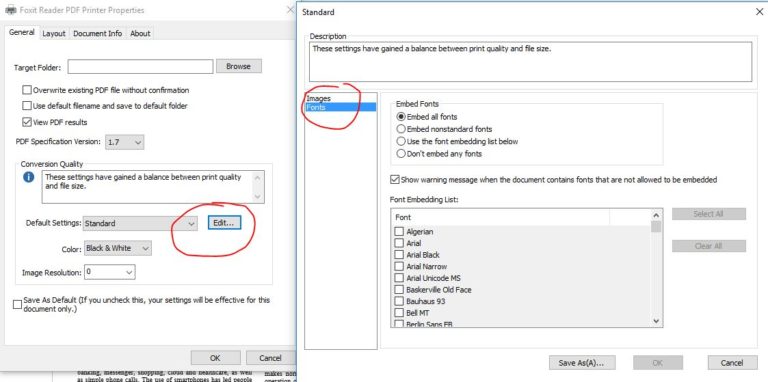 Foxit Reader PDF Printer Properties
General
Layout
Document Info
About
Target Folder:
Browse
Overwrite existing PDF file without confirmation
Use default filename and save to default folder
View PDF results
PDF Specification Version:
1.7
Conversion Quality
These settings have gained a balance between print quality
and file size.
Default Settings:
Standard
Edit...
Color:
Black & White
Image Resolution:
0
Save As Default (If you uncheck this, your settings will be effective for this
document only.)
OK
Cancel
banking, messenger, shopping, cloud and healthcare, as well
as simple phone calls. The use of smartphones has led people
makes non
operation
Standard
Description
These settings have gained a balance between print quality and file size.
Images
Fonts
Embed Fonts
Embed all fonts
Embed nonstandard fonts
Use the font embedding list below
Don't embed any fonts
Show warning message when the document contains fonts that are not allowed to be embedded
Font Embedding List:
Font
Algerian
Arial
Arial Black
Arial Narrow
Arial Unicode MS
Baskerville Old Face
Bauhaus 93
Bell MT
Berlin Sans FB
Select All
Clear All
Save As(A)...
OK
Cancel